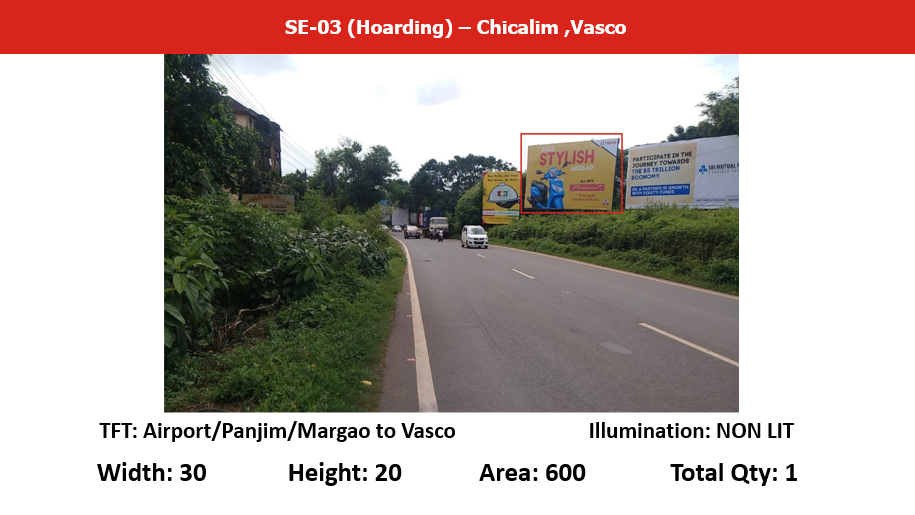 SE-03 (Hoarding) – Chicalim ,Vasco
STYLISH
PARTICIPATE IN THE
JOURNEY TOWARDS
THE $5 TRILLION
ECONOMY.
BE A PARTNER IN GROWTH
WITH EQUITY FUNDS
SBI MUTUAL
TFT: Airport/Panjim/Margao to Vasco
Illumination: NON LIT
Width: 30
Height: 20
Area: 600
Total Qty: 1